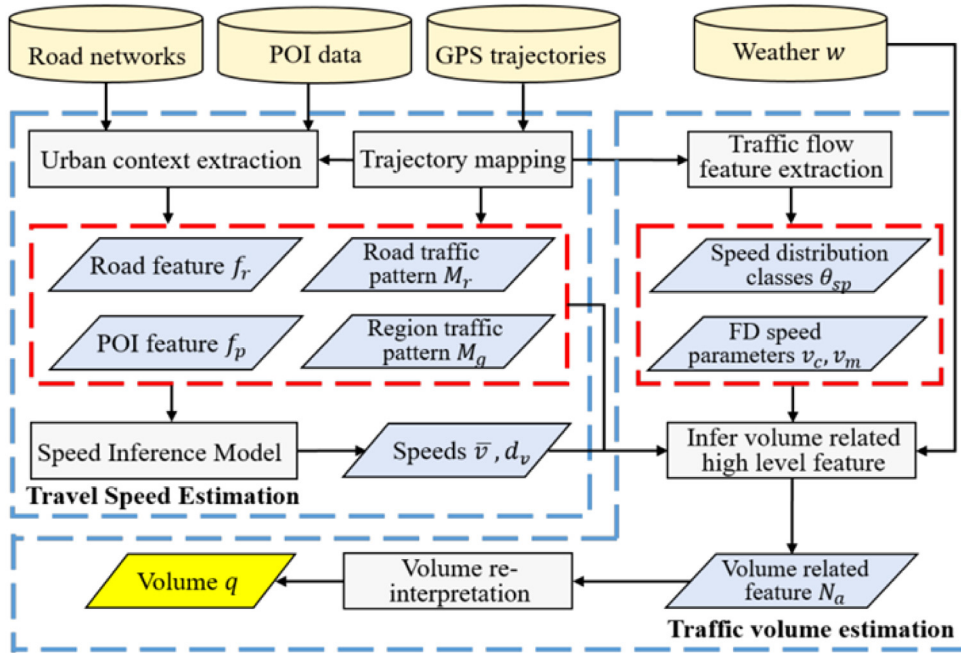 Road networks
POI data
GPS trajectories
Weather w
Urban context extraction
Trajectory mapping
Traffic flow
feature extraction
Road feature f_r
Road traffic
pattern M_r
Speed distribution
classes θ_sp
POI feature f_p
Region traffic
pattern M_g
FD speed
parameters v_c, v_m
Speed Inference Model
Speeds v̅ , d_v
Infer volume related
high level feature
Travel Speed Estimation
Volume q
Volume re-
interpretation
Volume related
feature N_a
Traffic volume estimation